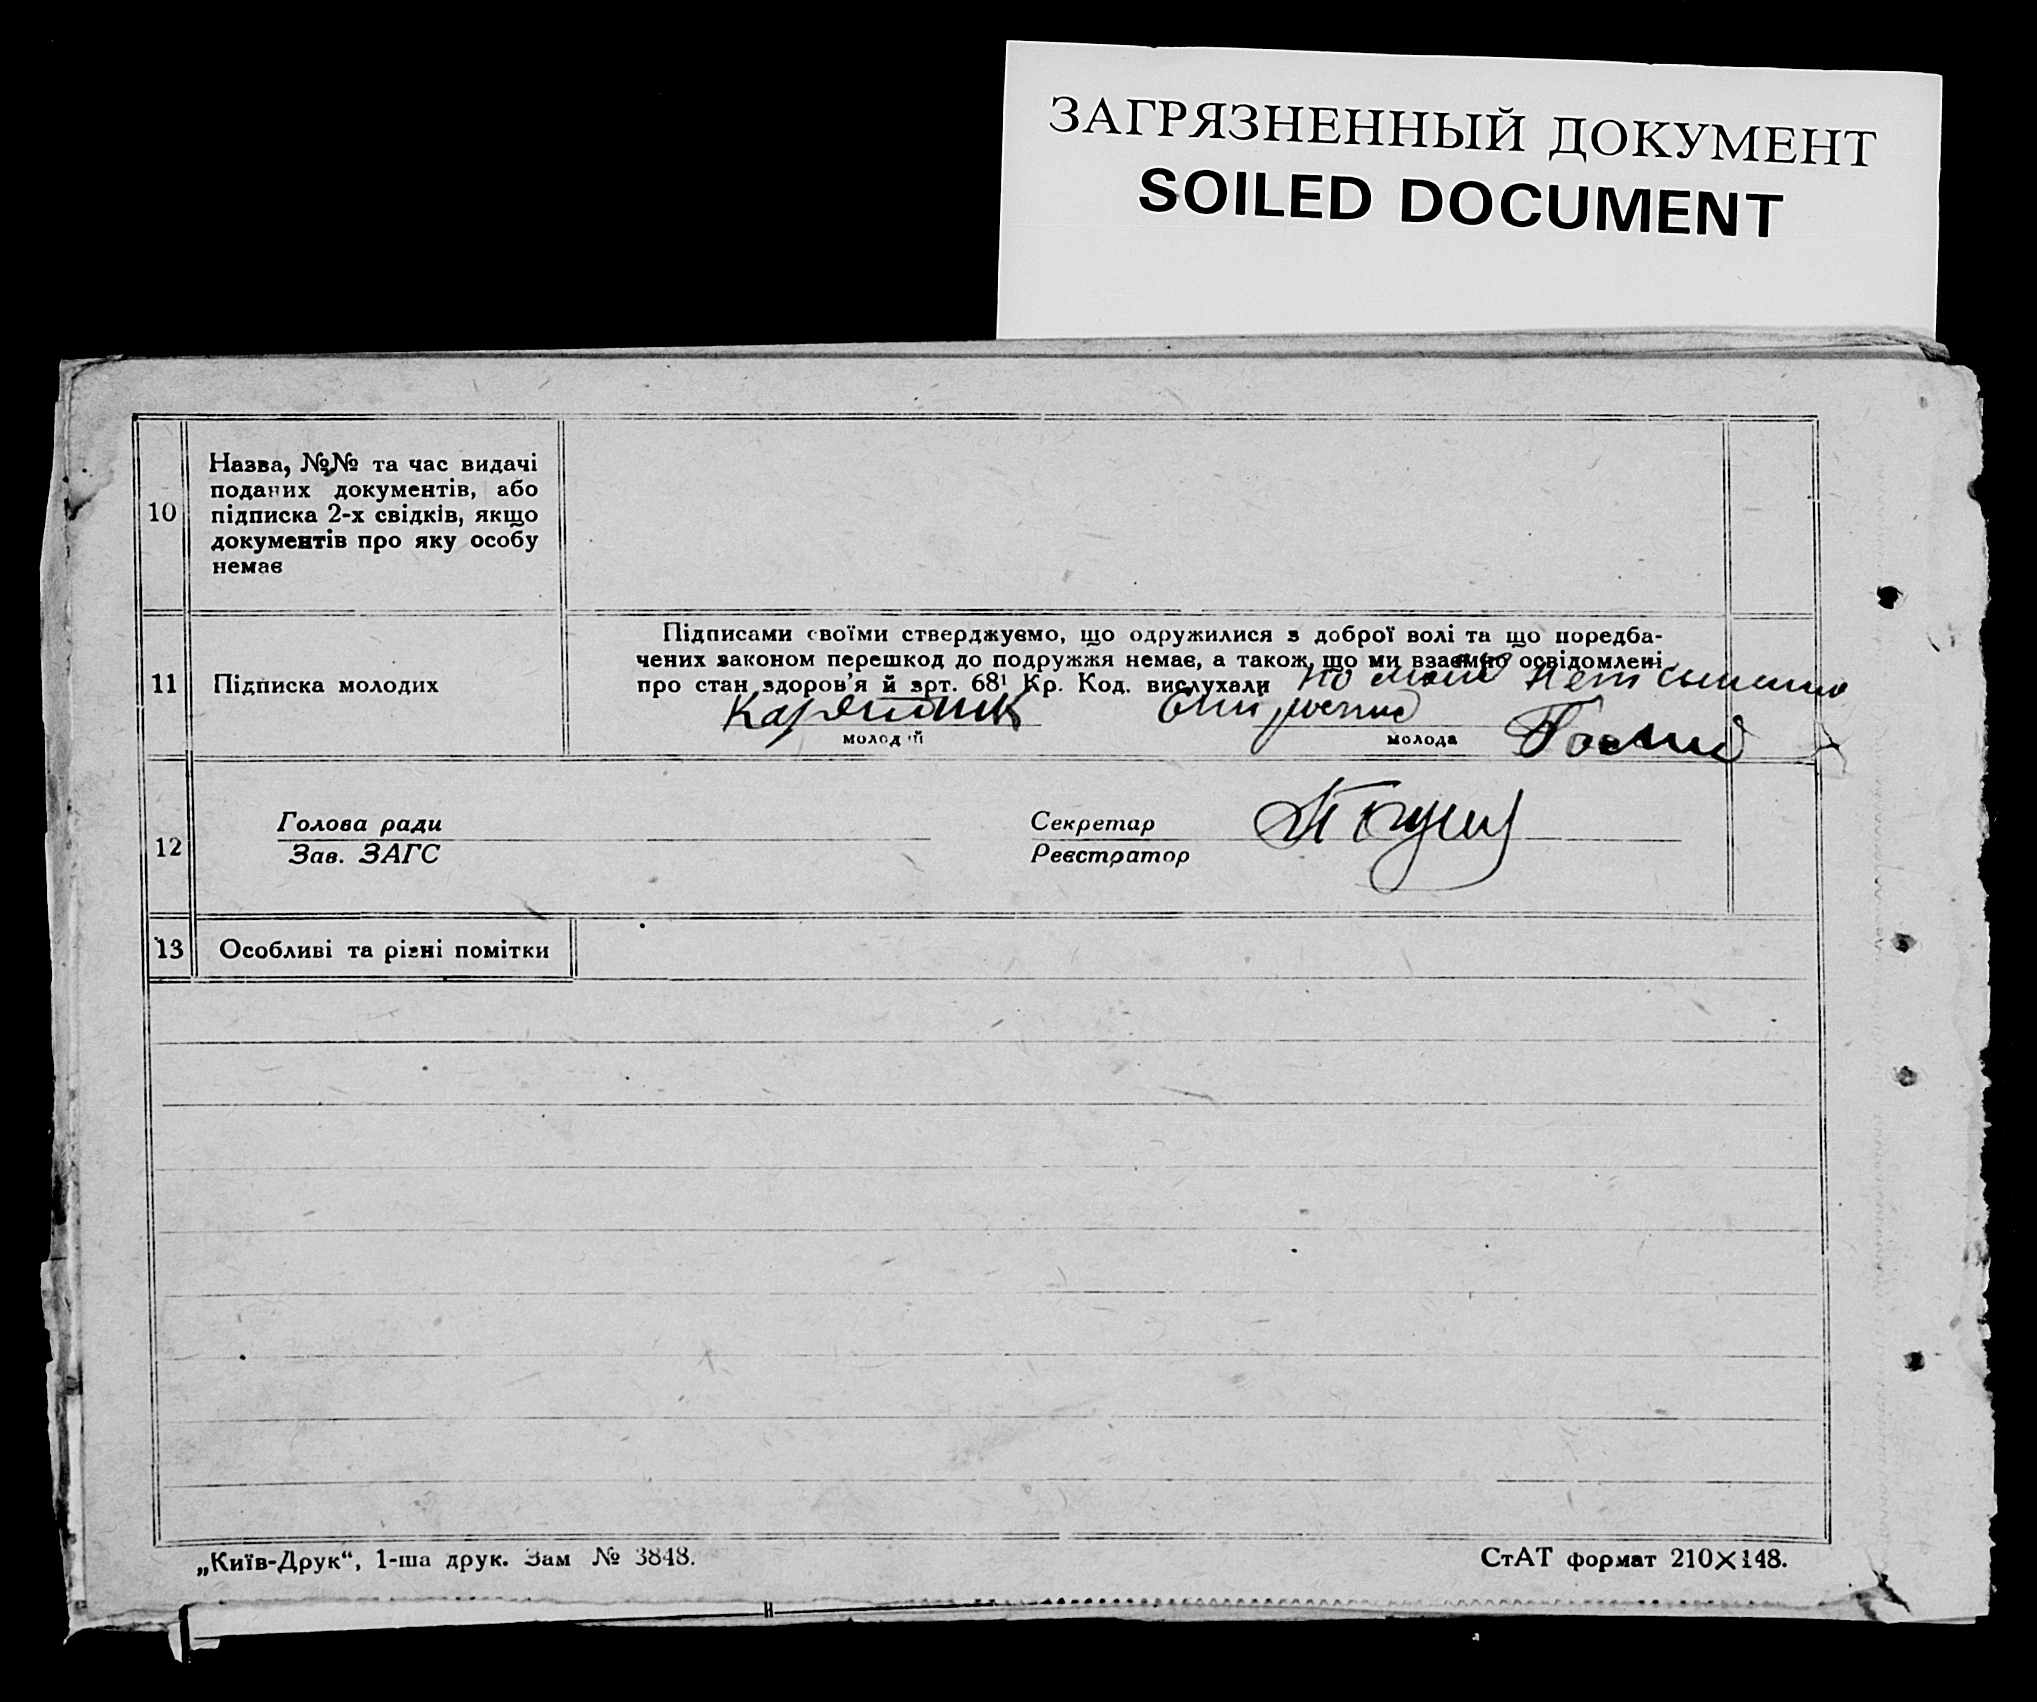 ЗАГРЯЗНЕННЫЙ ДОКУМЕНТ
SOILED DOCUMENT
10
Назва, №№ та час видачі
поданих документів, або
підписка 2-х свідків, якщо
документів про яку особу
немає
11
Підписка молодих
Підписами своїми стверджуємо, що одружилися з доброї волі та що передба-
чених законом перешкод до подружжя немає, а також, що ми взаємно освідомлені
про стан здоров'я й арт. 68¹ Кр. Код. вислухали
молодий
молода
12
Голова ради
Зав. ЗАГС
Секретар
Реєстратор
13
Особливі та різні помітки
„Київ-Друк“, 1-ша друк. Зам № 3848.
СтАТ формат 210×148.